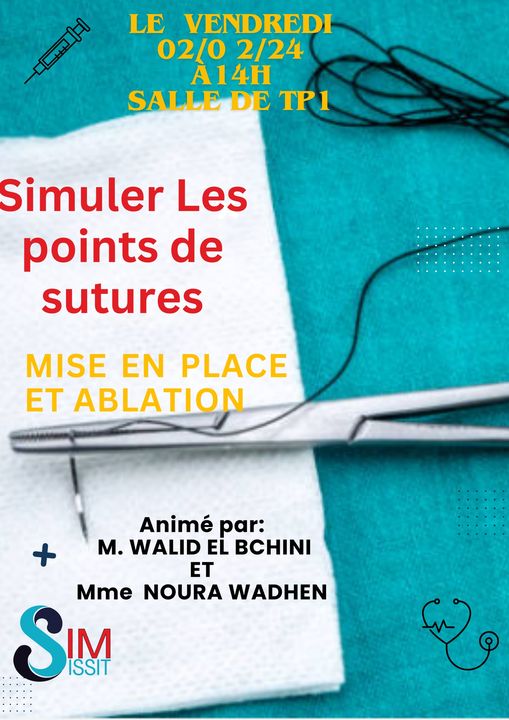 LE VENDREDI
02/0 2/24
À14H
SALLE DE TP1
Simuler Les
points de
sutures
MISE EN PLACE
ET ABLATION
Animé par:
M. WALID EL BCHINI
ET
Mme NOURA WADHEN
SIM
ISSIT